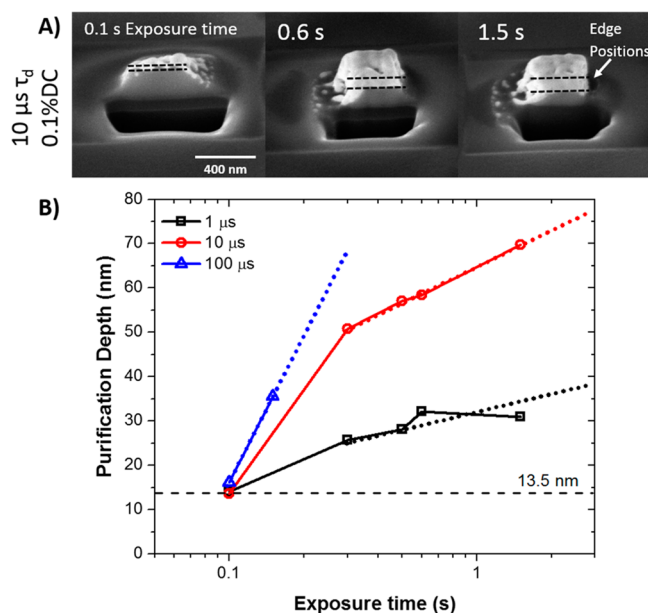 A)
0.1 s Exposure time
0.6 s
1.5 s
Edge
Positions
10 µs τd
0.1%DC
400 nm
B)
80
70
60
50
40
30
20
10
0
Purification Depth (nm)
1 µs
10 µs
100 µs
13.5 nm
0.1
1
Exposure time (s)